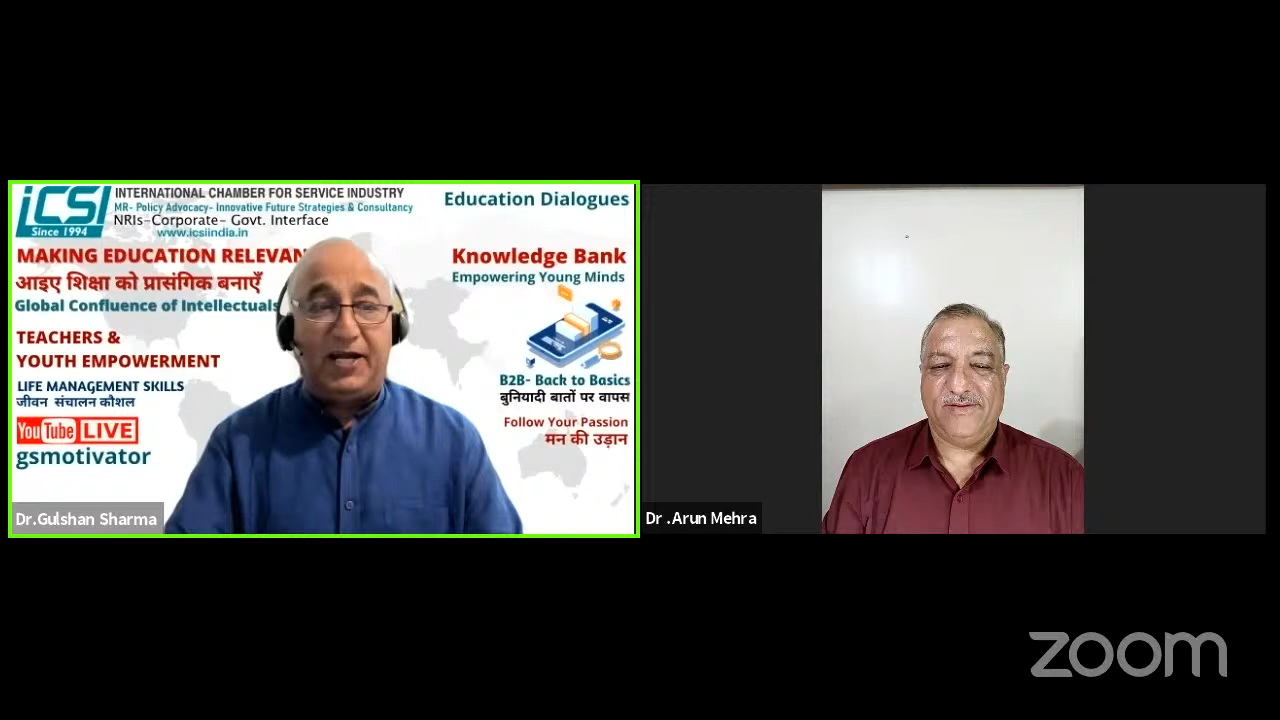 iCSI
Since 1994
INTERNATIONAL CHAMBER FOR SERVICE INDUSTRY
MR- Policy Advocacy- Innovative Future Strategies & Consultancy
NRIs-Corporate- Govt. Interface
www.icsiindia.in
Education Dialogues
MAKING EDUCATION RELEVAN
आइए शिक्षा को प्रासंगिक बनाएँ
Global Confluence of Intellectuals
Knowledge Bank
Empowering Young Minds
TEACHERS &
YOUTH EMPOWERMENT
LIFE MANAGEMENT SKILLS
जीवन संचालन कौशल
B2B- Back to Basics
बुनियादी बातों पर वापस
YouTube LIVE
gsmotivator
Follow Your Passion
मन की उड़ान
Dr.Gulshan Sharma
Dr .Arun Mehra
zoom